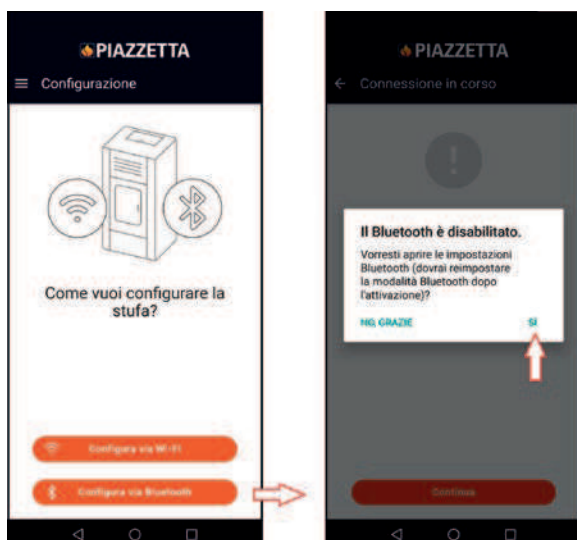 PIAZZETTA
Configurazione
Come vuoi configurare la
stufa?
Configura via Wi-Fi
Configura via Bluetooth
PIAZZETTA
Connessione in corso
Il Bluetooth è disabilitato.
Vorresti aprire le impostazioni
Bluetooth (dovrai reimpostare
la modalità Bluetooth dopo
l'attivazione)?
NO, GRAZIE
SÌ
Continua